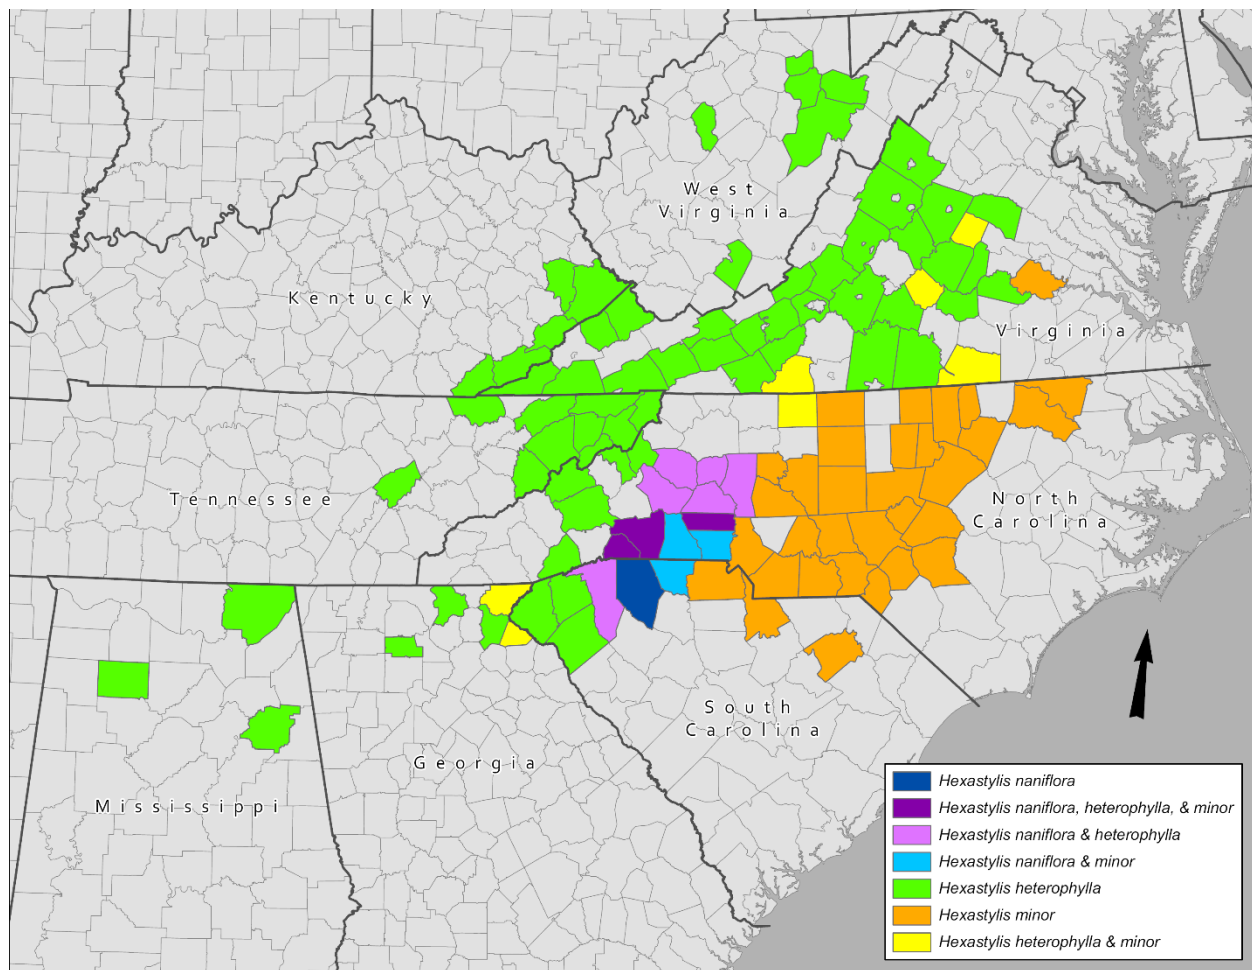 West
Virginia
Kentucky
Virginia
Tennessee
North
Carolina
South
Carolina
Georgia
Mississippi
Hexastylis naniflora
Hexastylis naniflora, heterophylla, & minor
Hexastylis naniflora & heterophylla
Hexastylis naniflora & minor
Hexastylis heterophylla
Hexastylis minor
Hexastylis heterophylla & minor